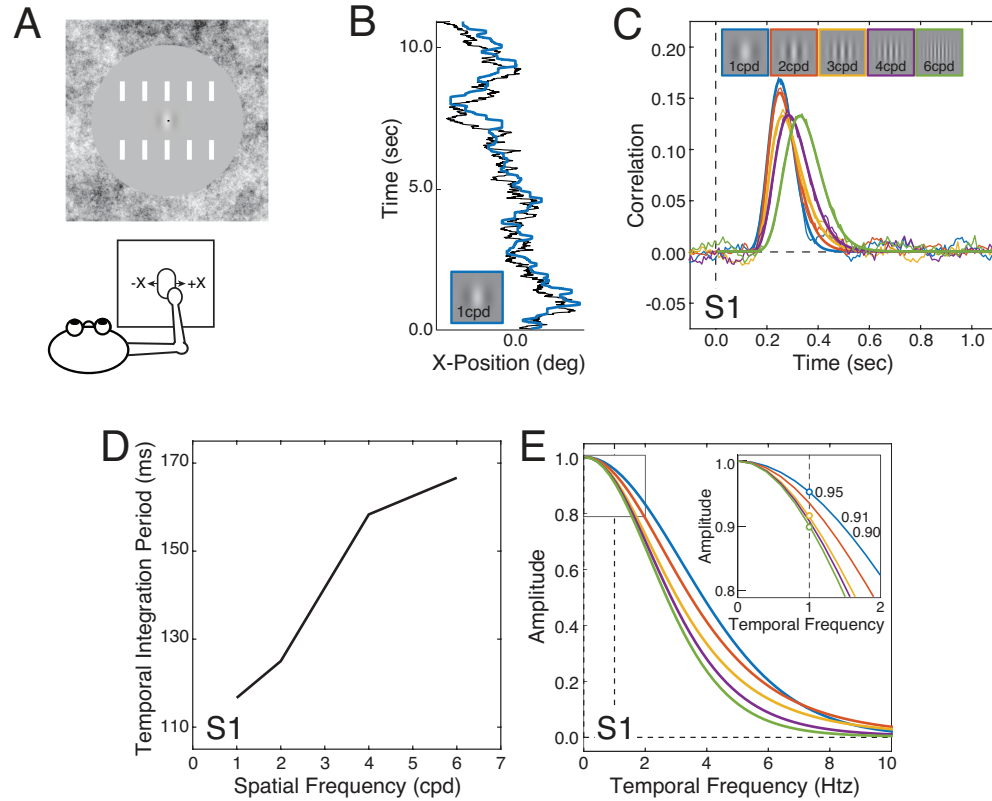 A
-X
+X
B
Time (sec)
10.0
5.0
0.0
1cpd
0.0
X-Position (deg)
C
Correlation
0.20
0.15
0.10
0.05
0.00
-0.05
1cpd 2cpd 3cpd 4cpd 6cpd
S1
0.0 0.2 0.4 0.6 0.8 1.0
Time (sec)
D
Temporal Integration Period (ms)
170
150
130
110
S1
0 1 2 3 4 5 6 7
Spatial Frequency (cpd)
E
Amplitude
1.0
0.8
0.6
0.4
0.2
0.0
S1
0 2 4 6 8 10
Temporal Frequency (Htz)
Amplitude
1.0
0.9
0.8
0.95
0.91
0.90
0 1 2
Temporal Frequency